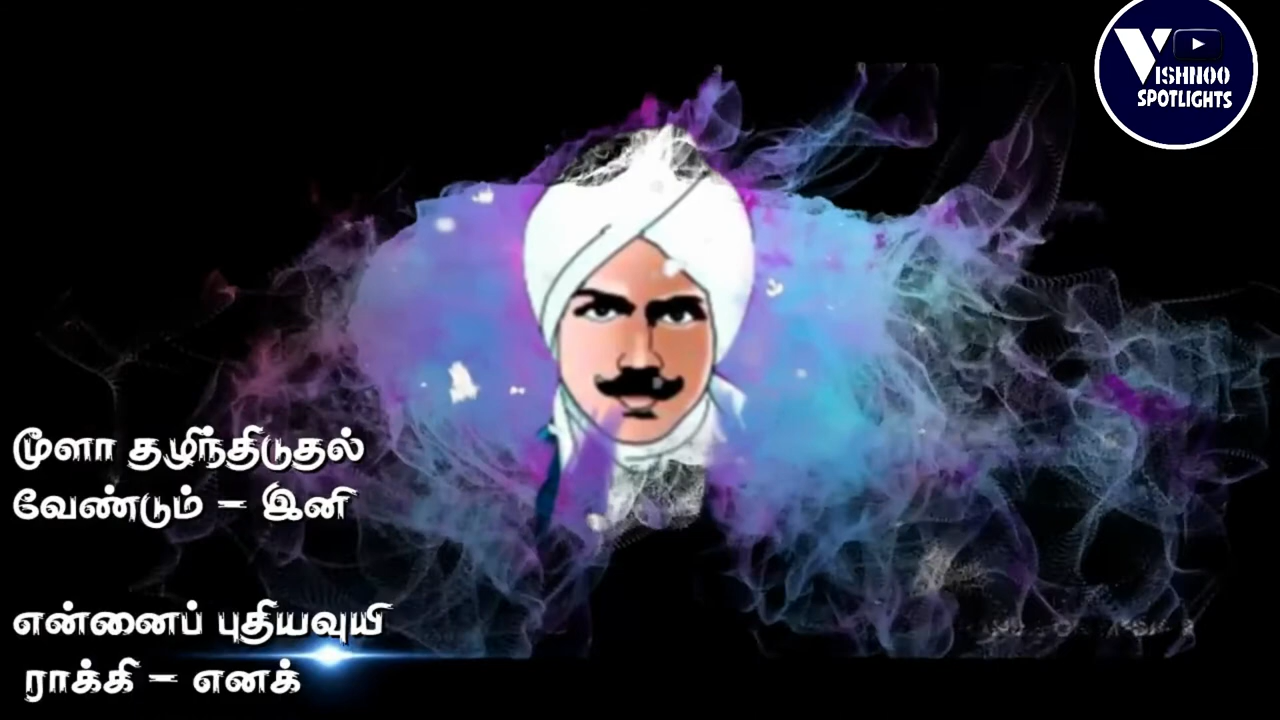 VISHNOO
SPOTLIGHTS
மூளா தழிந்திடுதல்
வேண்டும் – இனி
என்னைப் புதியவுயி
ராக்கி – எனக்